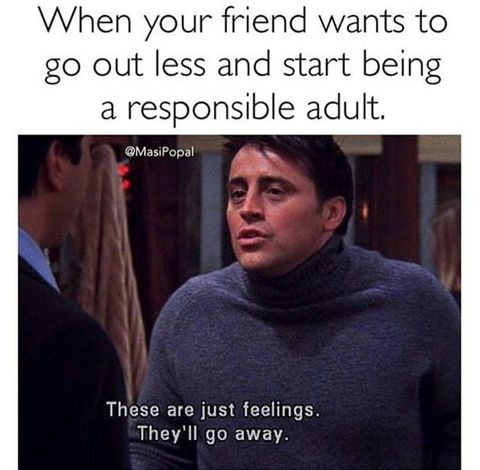 When your friend wants to
go out less and start being
a responsible adult.
@MasiPopal
These are just feelings.
They'll go away.